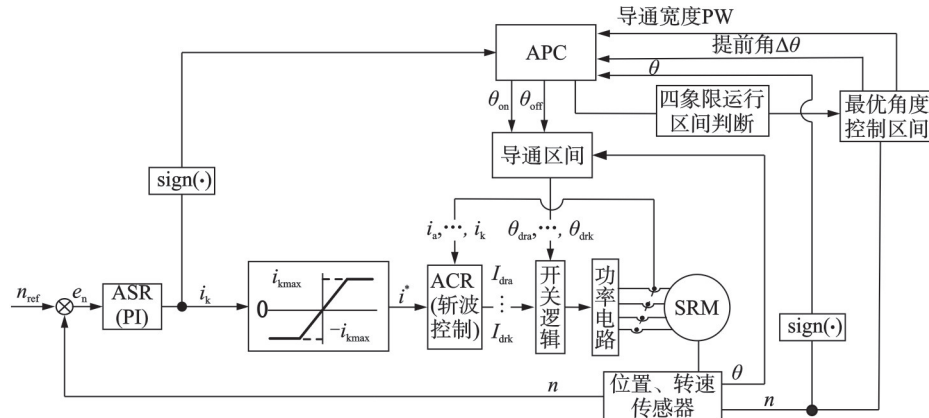 导通宽度PW
提前角Δθ
θ
APC
θon
θoff
四象限运行
区间判断
最优角度
控制区间
导通区间
sign(·)
ia,···, ik
θdra,···, θdrk
nref
en
ASR
(PI)
ik
ikmax
0
−ikmax
i*
ACR
(斩波
控制)
Idra
⋮
Idrk
开关逻辑
功率电路
SRM
sign(·)
n
位置、转速
传感器
θ
n